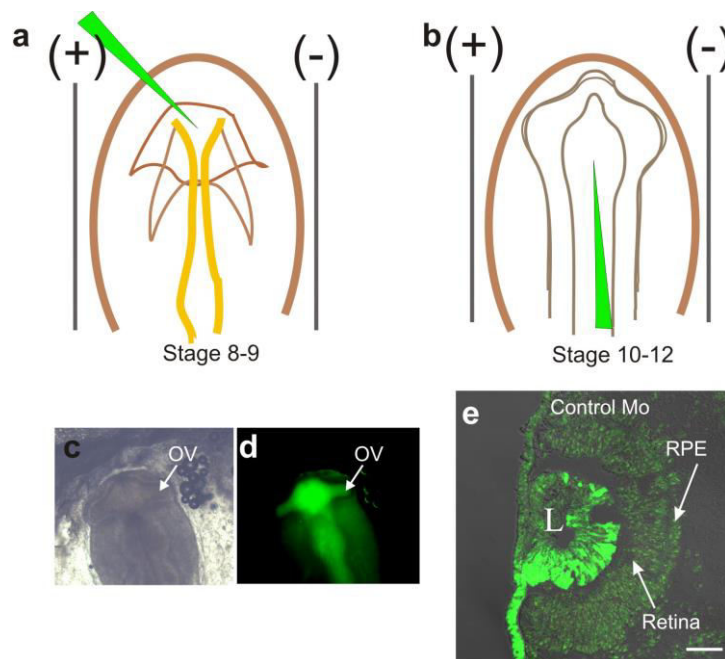 a
(+)
(-)
Stage 8-9
b
(+)
(-)
Stage 10-12
c
OV
d
OV
e
Control Mo
RPE
L
Retina